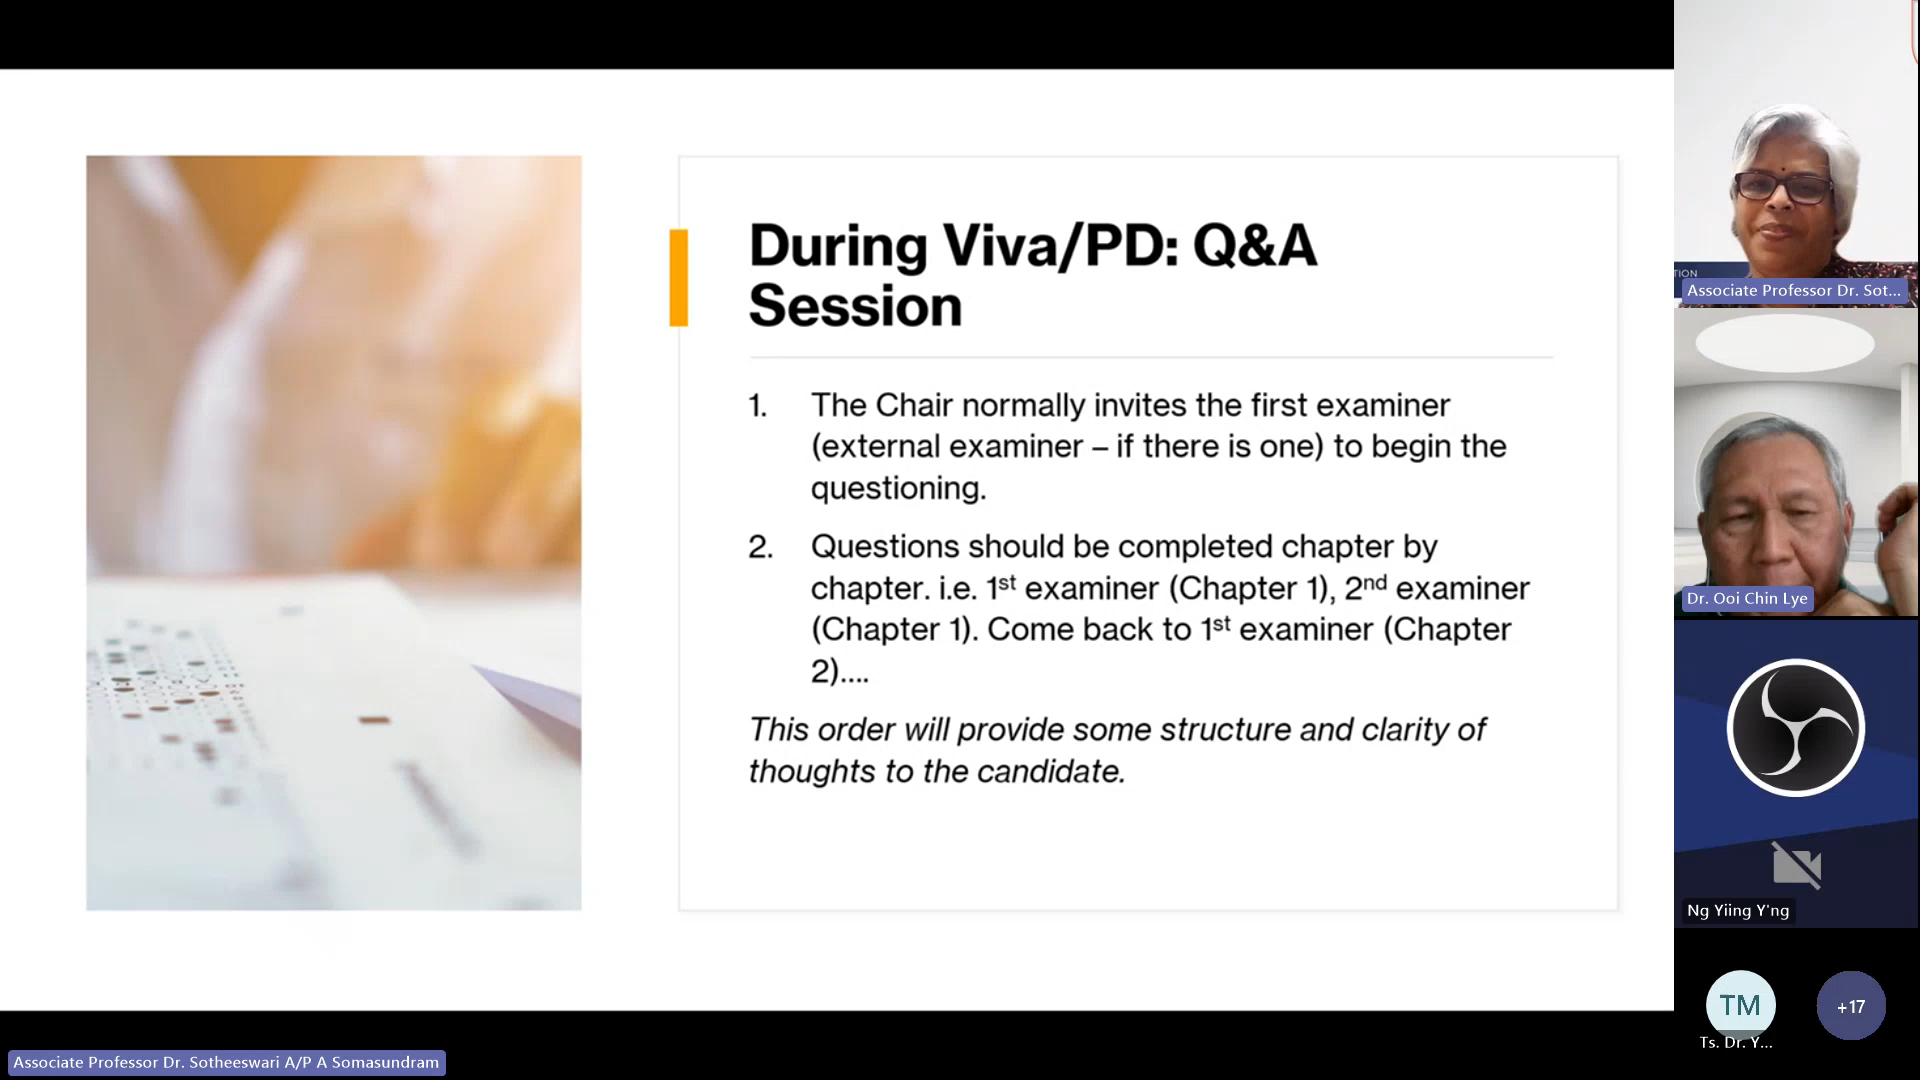 During Viva/PD: Q&A
Session
1. The Chair normally invites the first examiner
(external examiner – if there is one) to begin the
questioning.
2. Questions should be completed chapter by
chapter. i.e. 1st examiner (Chapter 1), 2nd examiner
(Chapter 1). Come back to 1st examiner (Chapter
2)....
This order will provide some structure and clarity of
thoughts to the candidate.
TION
Associate Professor Dr. Sot...
Dr. Ooi Chin Lye
Ng Yiing Y'ng
TM
+17
Ts. Dr. Y...
Associate Professor Dr. Sotheeswari A/P A Somasundram